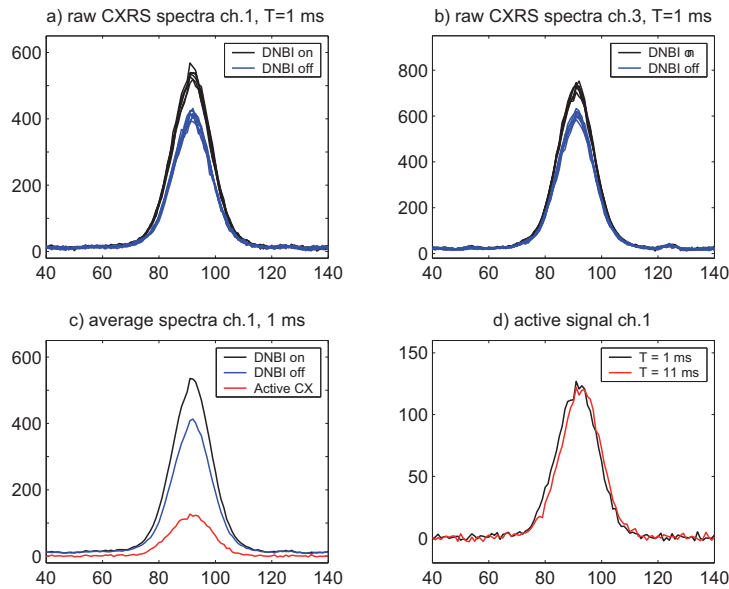 a) raw CXRS spectra ch.1, T=1 ms
600
400
200
0
40 60 80 100 120 140
DNBI on
DNBI off
b) raw CXRS spectra ch.3, T=1 ms
800
600
400
200
0
40 60 80 100 120 140
DNBI on
DNBI off
c) average spectra ch.1, 1 ms
600
400
200
0
40 60 80 100 120 140
DNBI on
DNBI off
Active CX
d) active signal ch.1
150
100
50
0
40 60 80 100 120 140
T = 1 ms
T = 11 ms